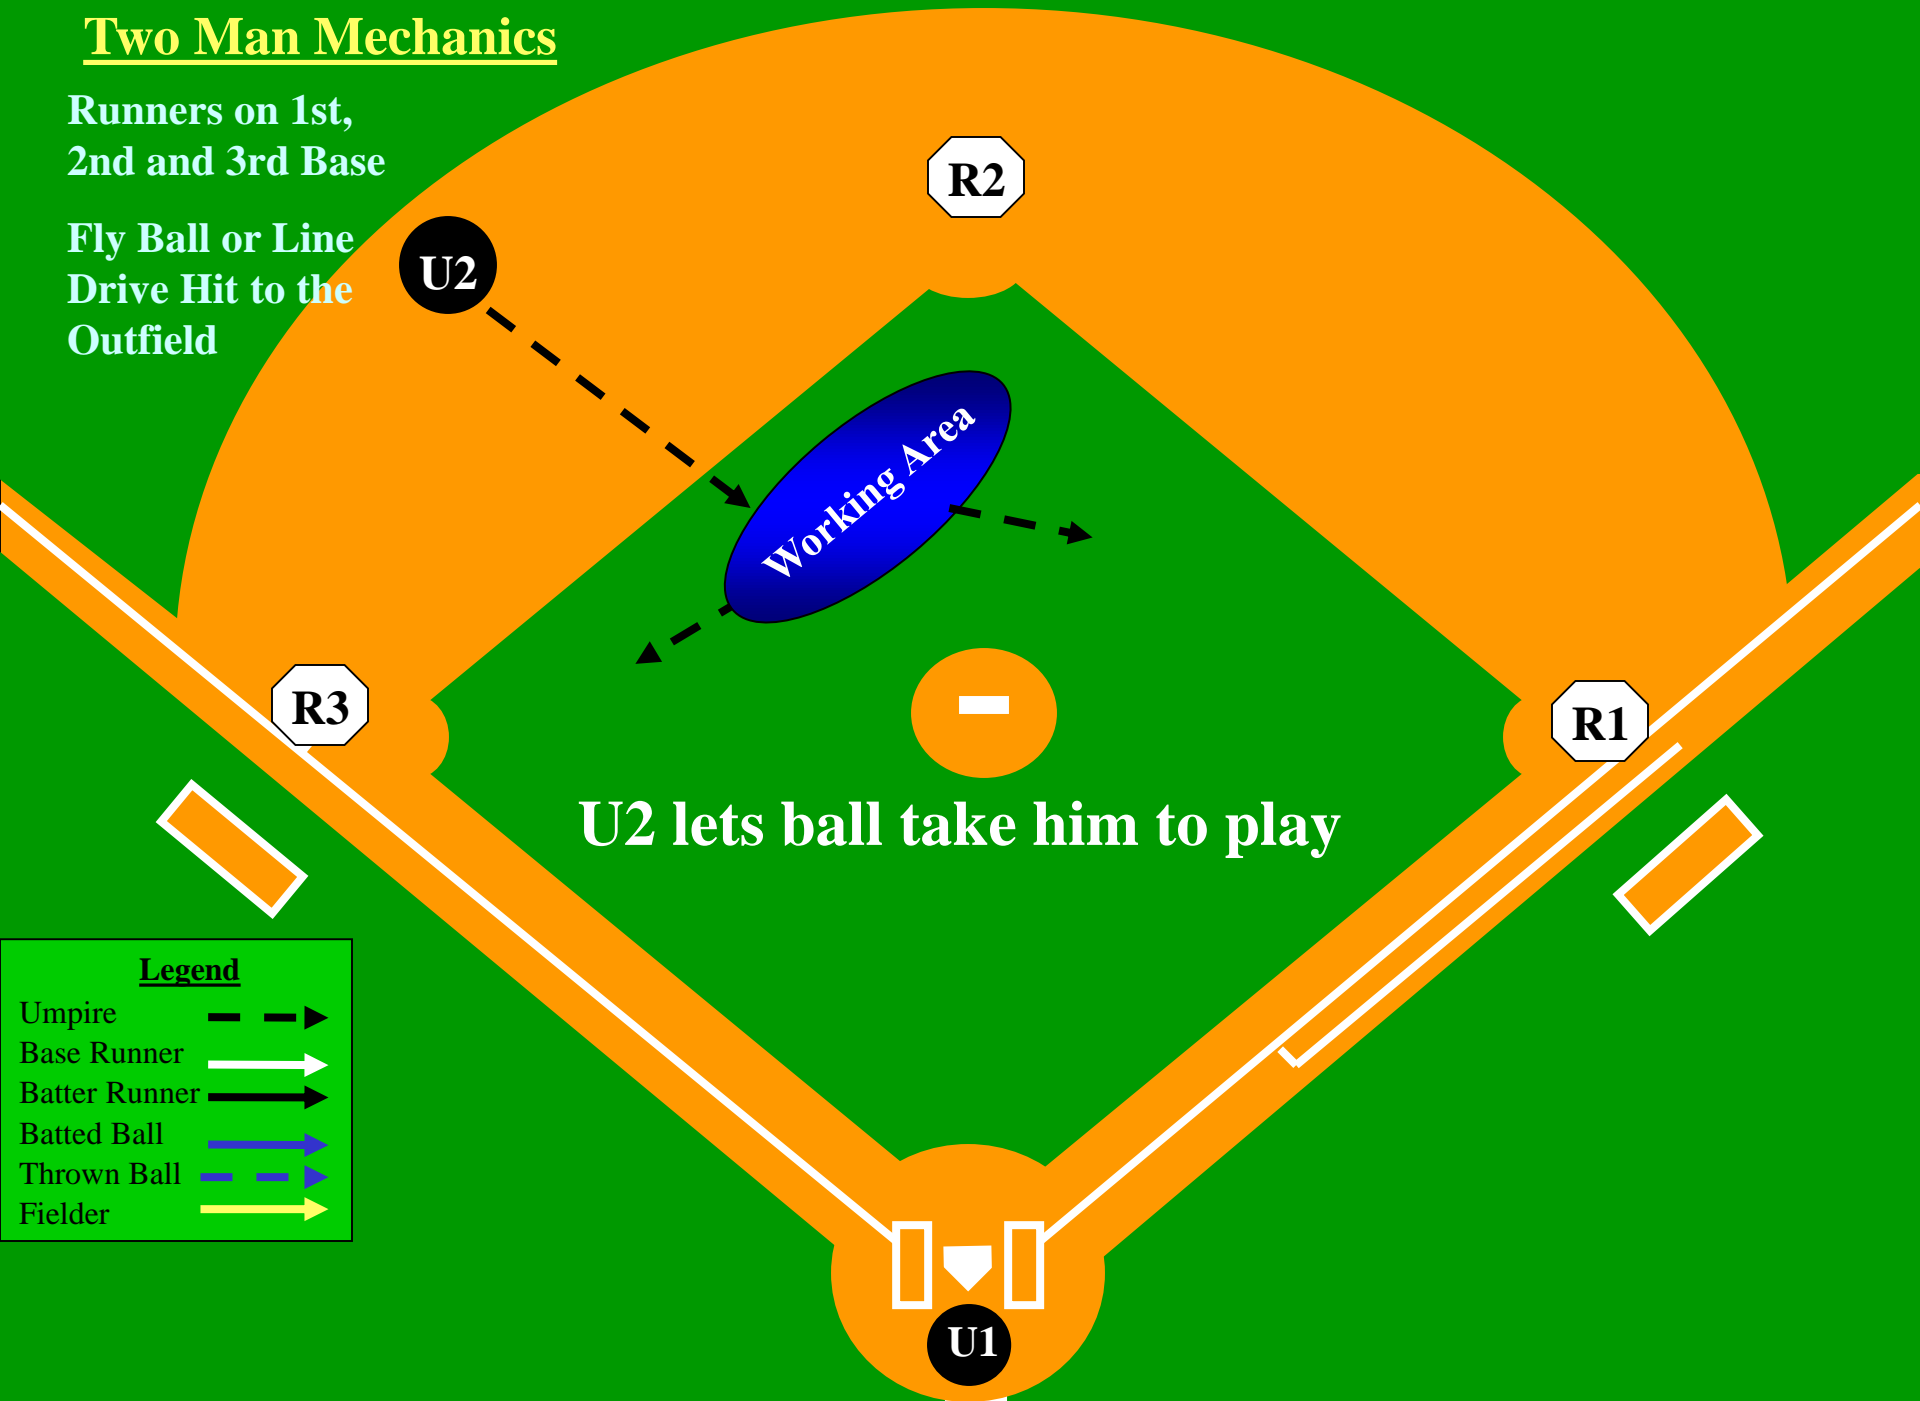 Two Man Mechanics
Runners on 1st,
2nd and 3rd Base
Fly Ball or Line
Drive Hit to the
Outfield
R2
U2
Working Area
R3
R1
U2 lets ball take him to play
Legend
Umpire
Base Runner
Batter Runner
Batted Ball
Thrown Ball
Fielder
U1